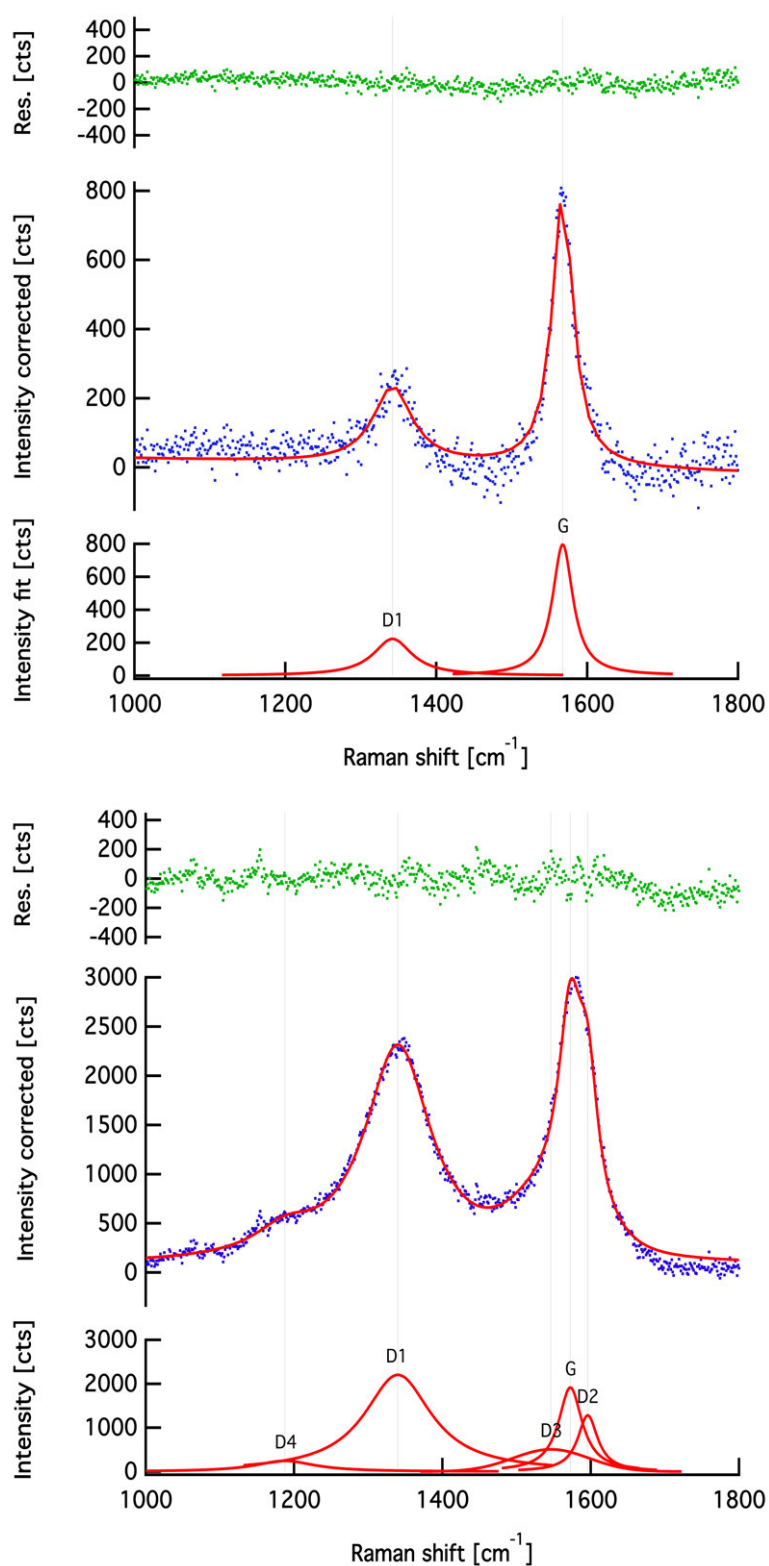 Res. [cts]
400
200
0
-200
-400
Intensity corrected [cts]
800
600
400
200
0
Intensity fit [cts]
800
600
400
200
0
D1
G
1000 1200 1400 1600 1800
Raman shift [cm⁻¹]
Res. [cts]
400
200
0
-200
-400
Intensity corrected [cts]
3000
2500
2000
1500
1000
500
0
Intensity [cts]
3000
2000
1000
0
D4
D1
D3
G
D2
1000 1200 1400 1600 1800
Raman shift [cm⁻¹]